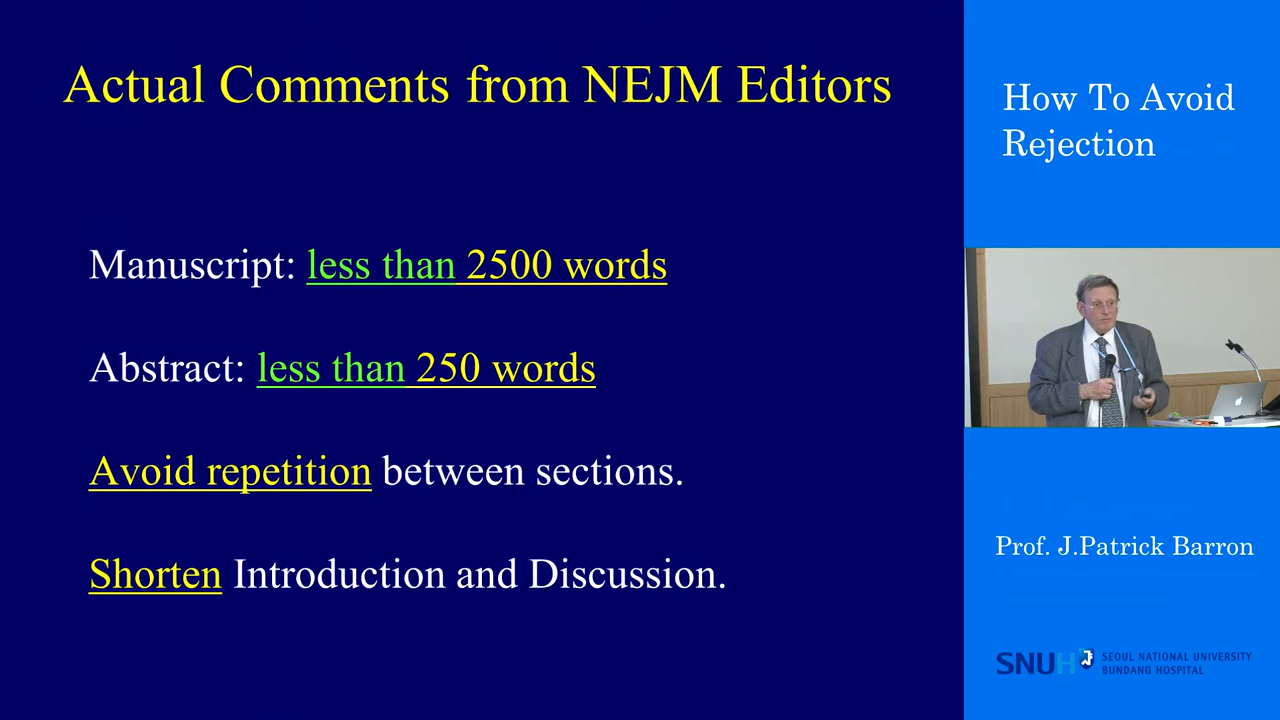 Actual Comments from NEJM Editors
Manuscript: less than 2500 words
Abstract: less than 250 words
Avoid repetition between sections.
Shorten Introduction and Discussion.
How To Avoid
Rejection
Prof. J.Patrick Barron
SNUH
SEOUL NATIONAL UNIVERSITY
BUNDANG HOSPITAL